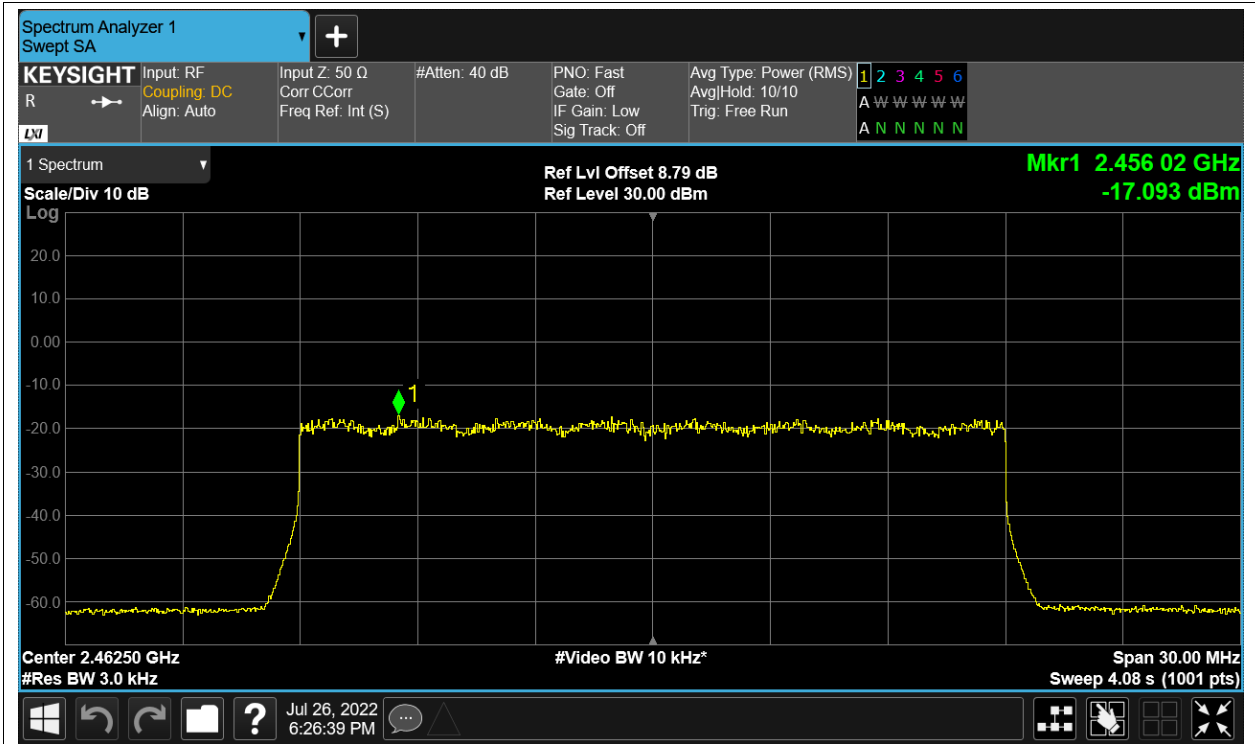 Spectrum Analyzer 1
Swept SA
KEYSIGHT
R
LXI
Input: RF
Coupling: DC
Align: Auto
Input Z: 50 Ω
Corr CCorr
Freq Ref: Int (S)
#Atten: 40 dB
PNO: Fast
Gate: Off
IF Gain: Low
Sig Track: Off
Avg Type: Power (RMS)
Avg|Hold: 10/10
Trig: Free Run
1 2 3 4 5 6
A W W W W W
A N N N N N
1 Spectrum
Scale/Div 10 dB
Log
Ref Lvl Offset 8.79 dB
Ref Level 30.00 dBm
Mkr1 2.456 02 GHz
-17.093 dBm
20.0
10.0
0.00
-10.0
1
-20.0
-30.0
-40.0
-50.0
-60.0
Center 2.46250 GHz
#Res BW 3.0 kHz
#Video BW 10 kHz*
Span 30.00 MHz
Sweep 4.08 s (1001 pts)
?
Jul 26, 2022
6:26:39 PM